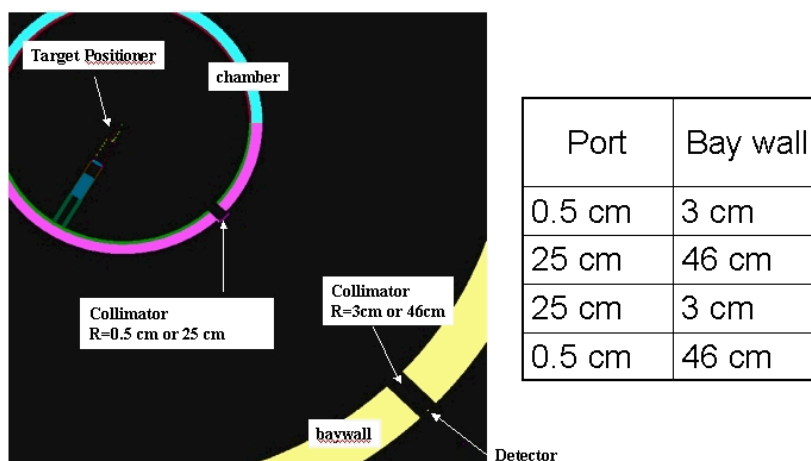 Target Positioner
chamber
Collimator
R=0.5 cm or 25 cm
Collimator
R=3cm or 46cm
baywall
Detector
Port Bay wall
0.5 cm 3 cm
25 cm 46 cm
25 cm 3 cm
0.5 cm 46 cm